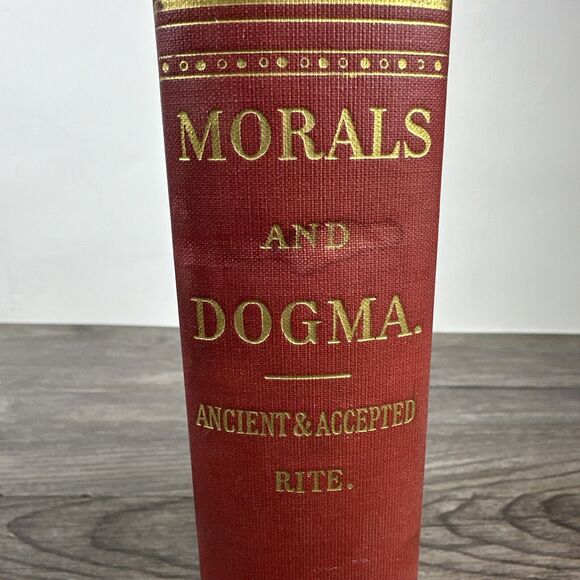 MORALS
AND
DOGMA.
ANCIENT & ACCEPTED
RITE.